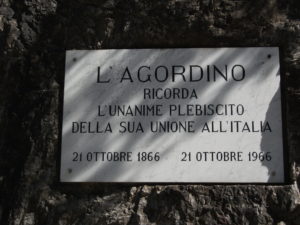 L'AGORDINO
RICORDA
L'UNANIME PLEBISCITO
DELLA SUA UNIONE ALL'ITALIA
21 OTTOBRE 1866 21 OTTOBRE 1966